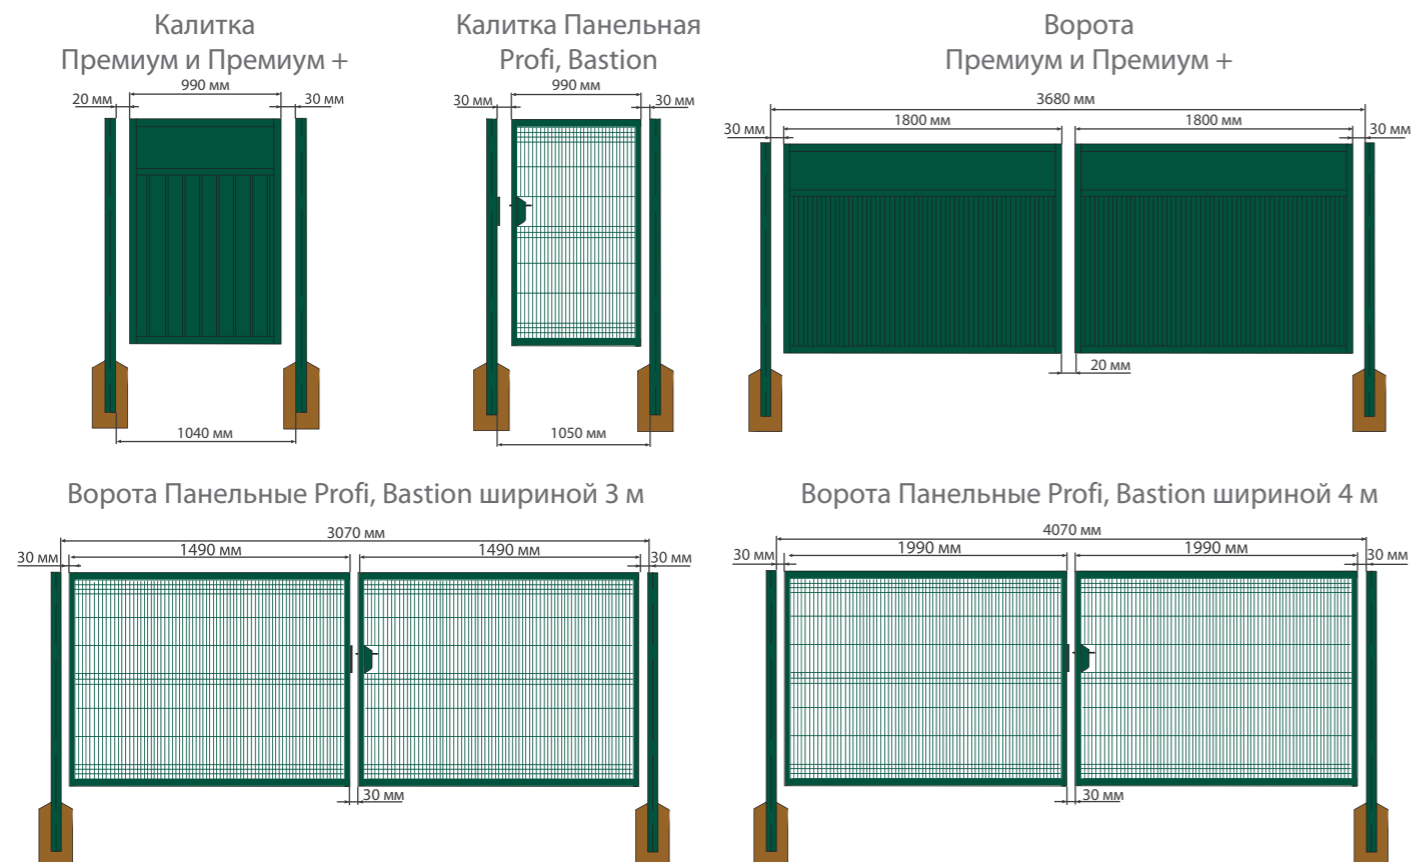 Калитка
Премиум и Премиум +
990 мм
20 мм
30 мм
1040 мм
Калитка Панельная
Profi, Bastion
990 мм
30 мм
30 мм
1050 мм
Ворота
Премиум и Премиум +
3680 мм
1800 мм
1800 мм
30 мм
30 мм
20 мм
Ворота Панельные Profi, Bastion шириной 3 м
3070 мм
1490 мм
1490 мм
30 мм
30 мм
30 мм
Ворота Панельные Profi, Bastion шириной 4 м
4070 мм
1990 мм
1990 мм
30 мм
30 мм
30 мм